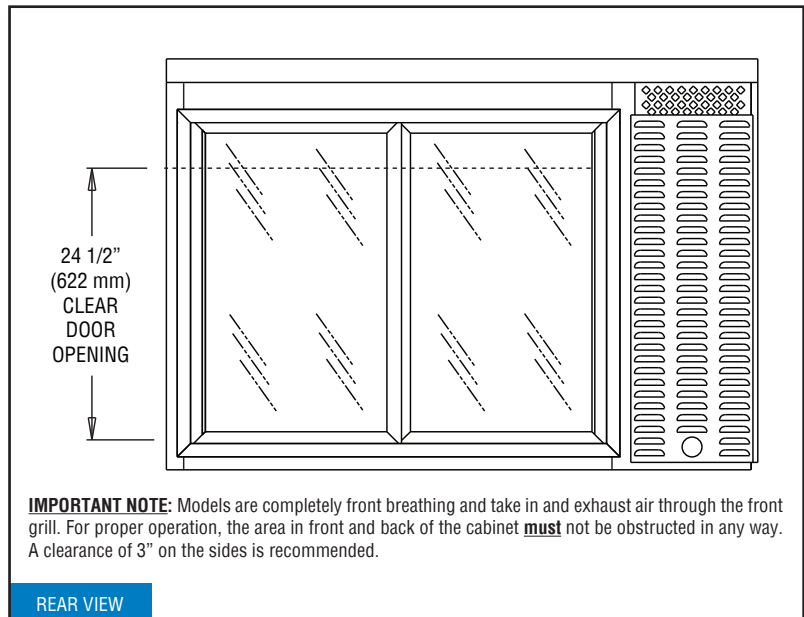 24 1/2”
(622 mm)
CLEAR
DOOR
OPENING
IMPORTANT NOTE: Models are completely front breathing and take in and exhaust air through the front
grill. For proper operation, the area in front and back of the cabinet must not be obstructed in any way.
A clearance of 3” on the sides is recommended.
REAR VIEW